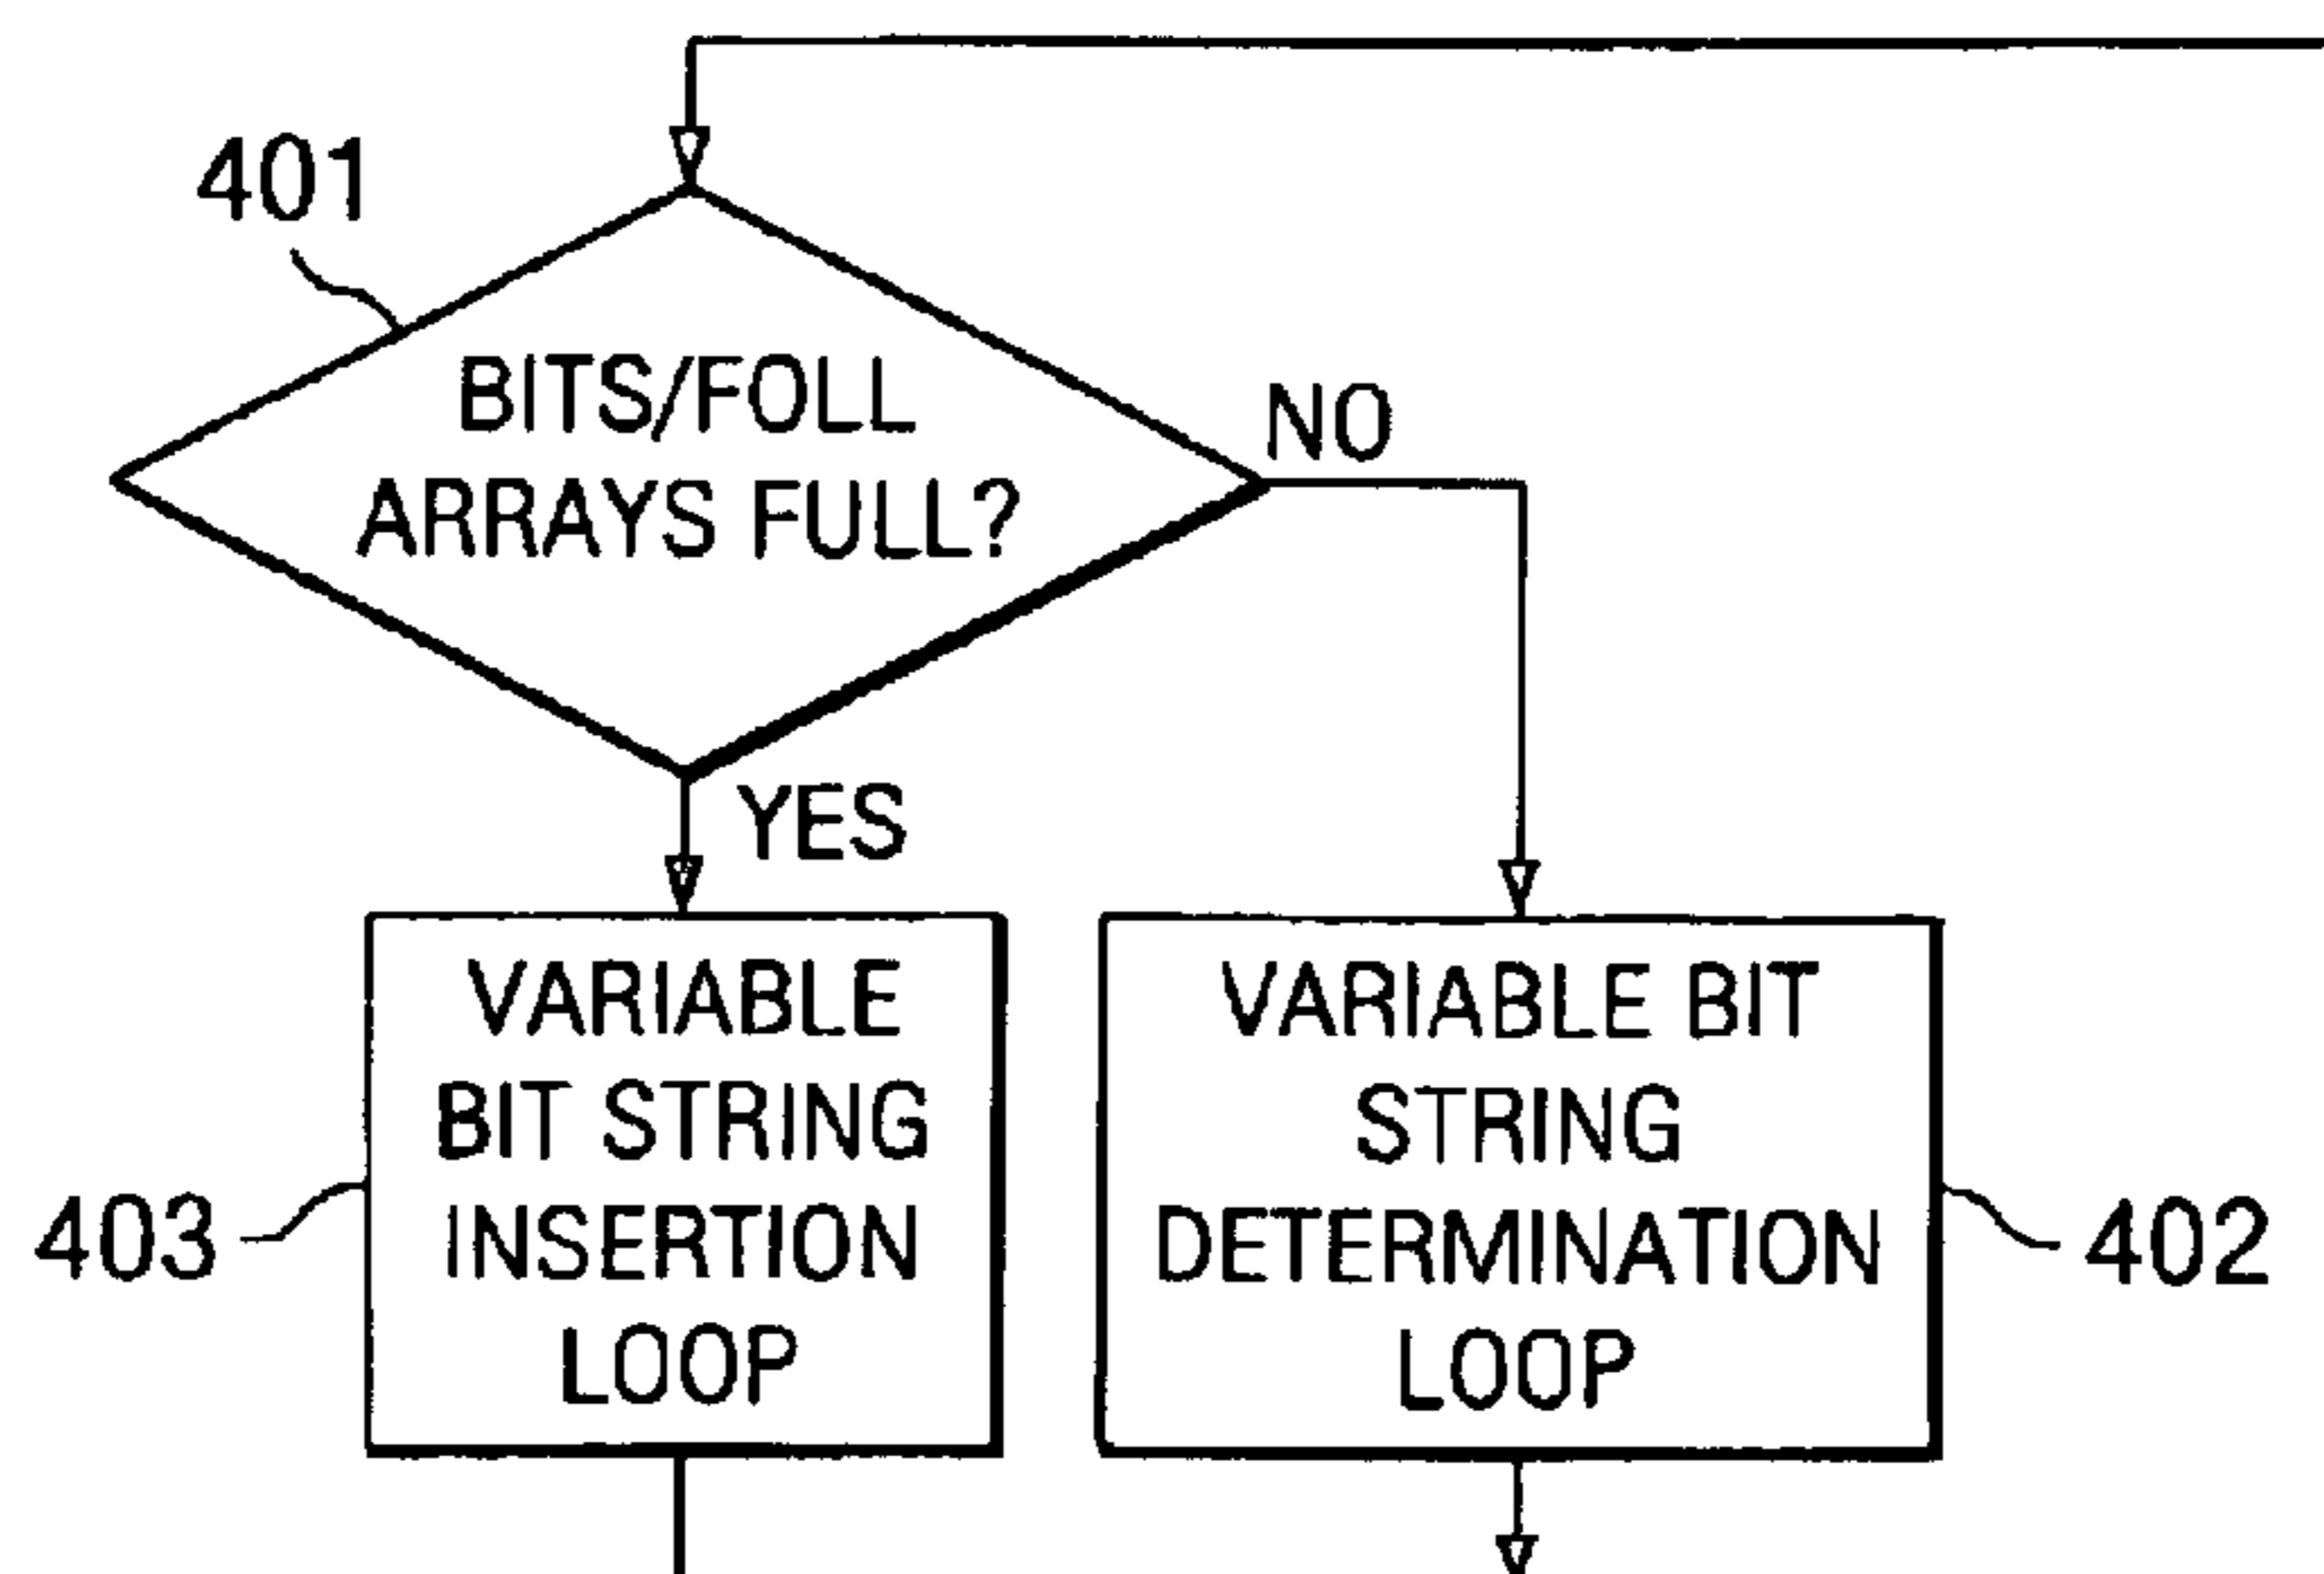 401
BITS/FOLL
ARRAYS FULL?
NO
YES
VARIABLE
BIT STRING
INSERTION
LOOP
403
VARIABLE BIT
STRING
DETERMINATION
LOOP
402